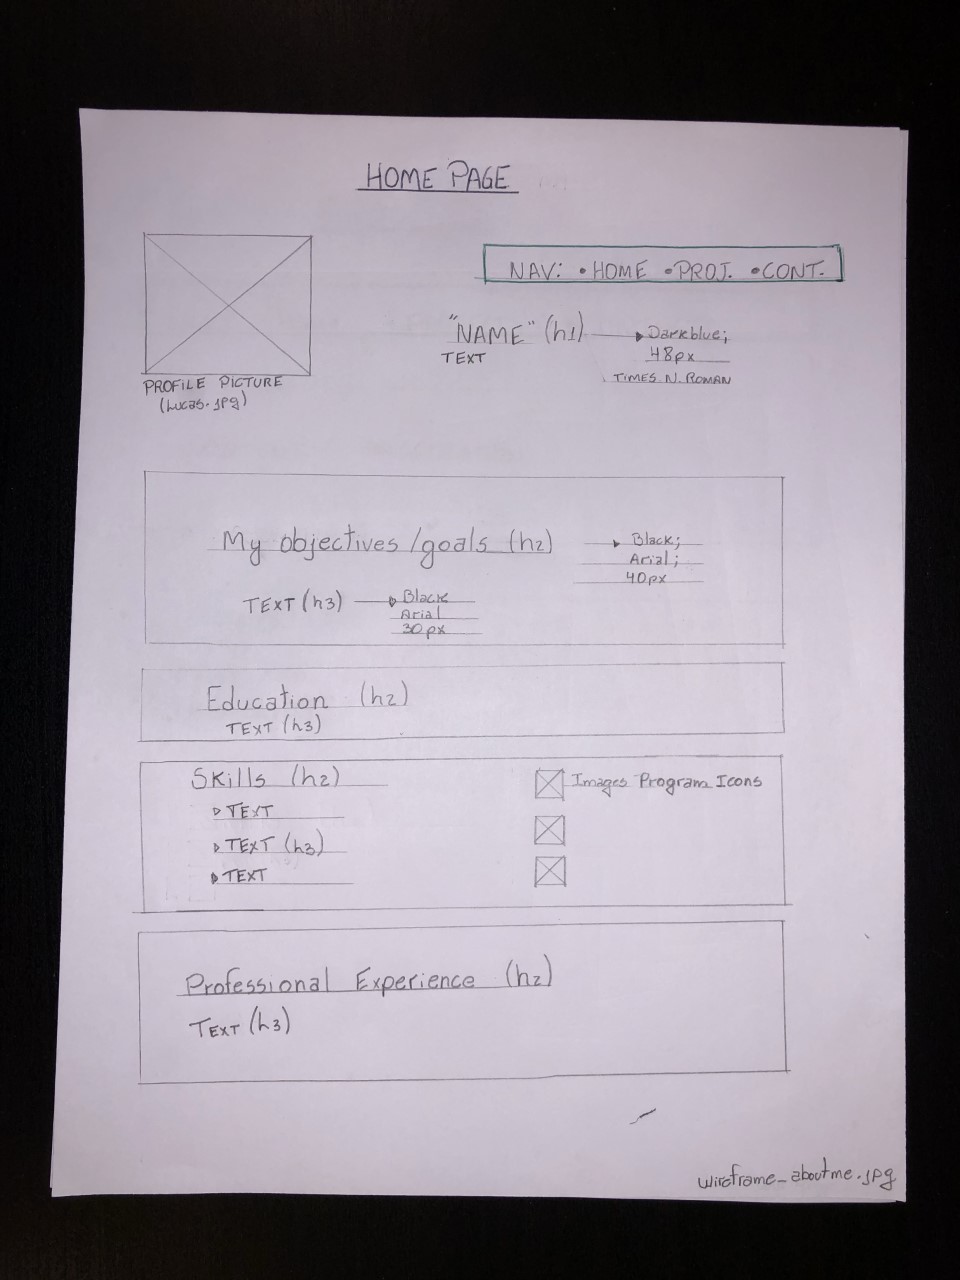 HOME PAGE
NAV: • HOME • PROJ. • CONT.
"NAME" (h1) Darkblue;
TEXT 48px
TIMES N. ROMAN
PROFILE PICTURE
(Lucas.jpg)
My objectives/goals (h2) Black;
Arial;
40px
TEXT (h3) Black
Arial
30px
Education (h2)
TEXT (h3)
Skills (h2)
Images Program Icons
TEXT
TEXT (h3)
TEXT
Professional Experience (h2)
TEXT (h3)
wireframe_aboutme.jpg